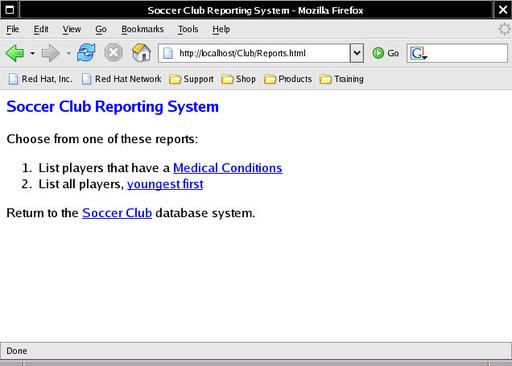 Soccer Club Reporting System - Mozilla Firefox
File Edit View Go Bookmarks Tools Help
http://localhost/Club/Reports.html Go G
Red Hat, Inc. Red Hat Network Support Shop Products Training
Soccer Club Reporting System
Choose from one of these reports:
1. List players that have a Medical Conditions
2. List all players, youngest first
Return to the Soccer Club database system.
Done